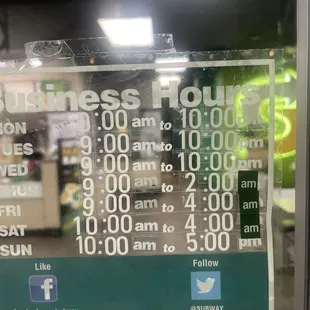 Business Hours
MON 9:00 am to 10:00 pm
TUES 9:00 am to 10:00 pm
WED 9:00 am to 10:00 pm
9:00 am to 2:00 am
FRI 9:00 am to 4:00 am
SAT 10:00 am to 4:00 am
SUN 10:00 am to 5:00 pm
Like Follow
@SUBWAY